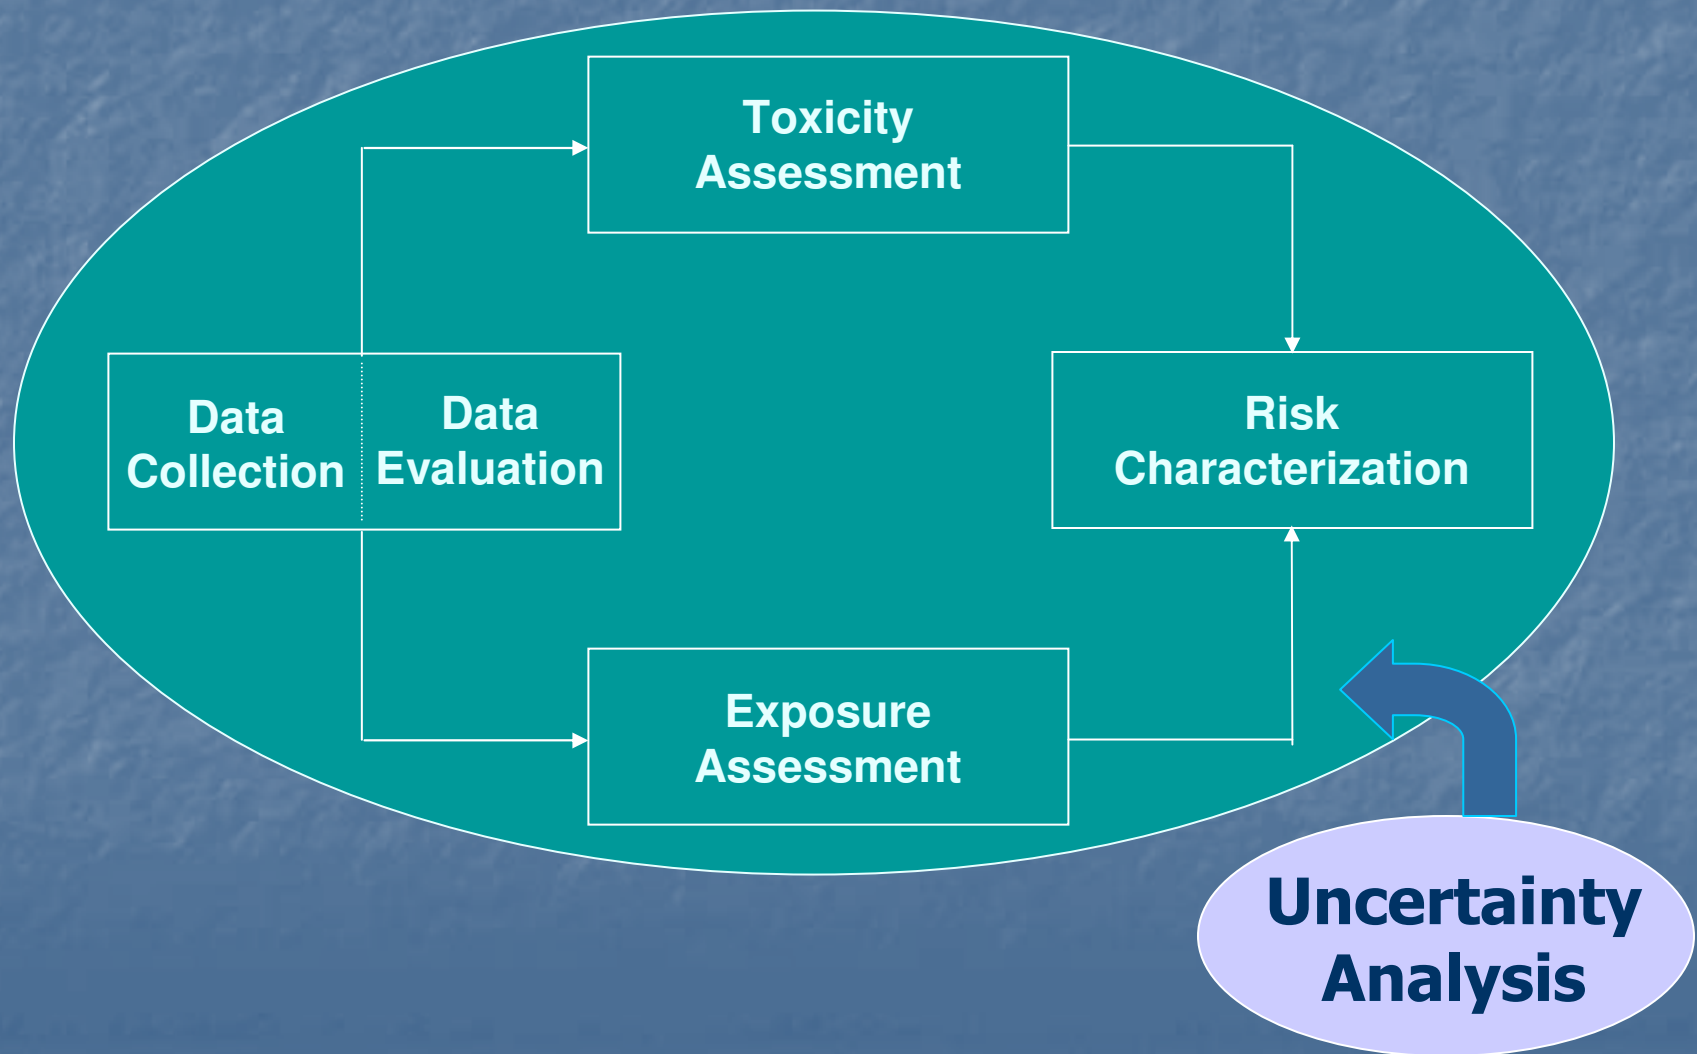 Toxicity
Assessment
Data
Collection
Data
Evaluation
Risk
Characterization
Exposure
Assessment
Uncertainty
Analysis